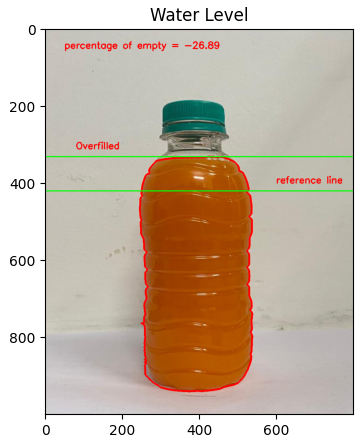 Water Level
0
percentage of empty = -26.89
200
Overfilled
400
reference line
600
800
0
200
400
600